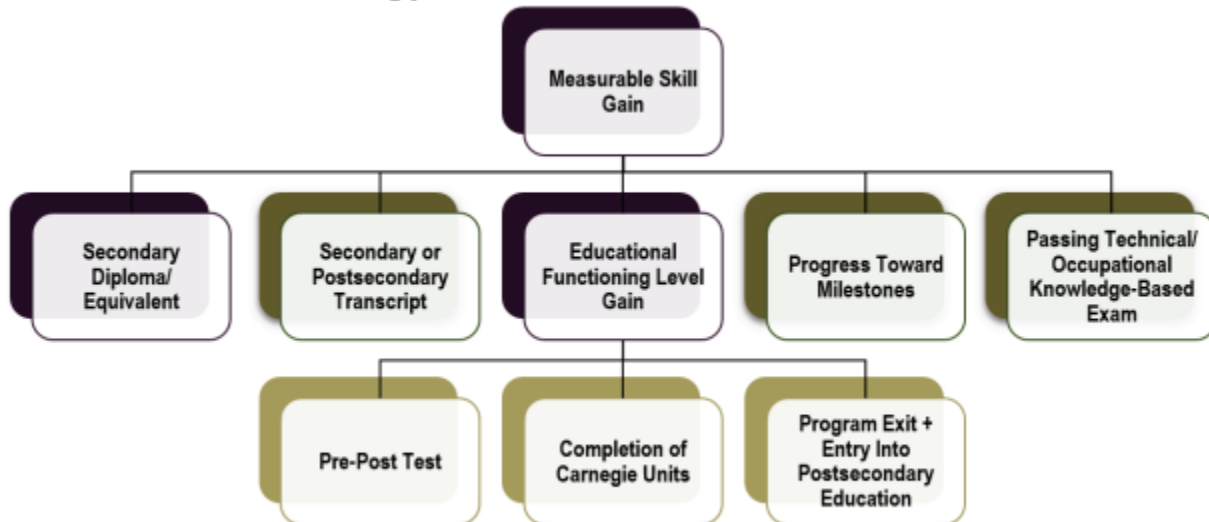 Measurable Skill
Gain
Secondary
Diploma/
Equivalent
Secondary or
Postsecondary
Transcript
Educational
Functioning Level
Gain
Progress Toward
Milestones
Passing Technical/
Occupational
Knowledge-Based
Exam
Pre-Post Test
Completion of
Carnegie Units
Program Exit +
Entry Into
Postsecondary
Education